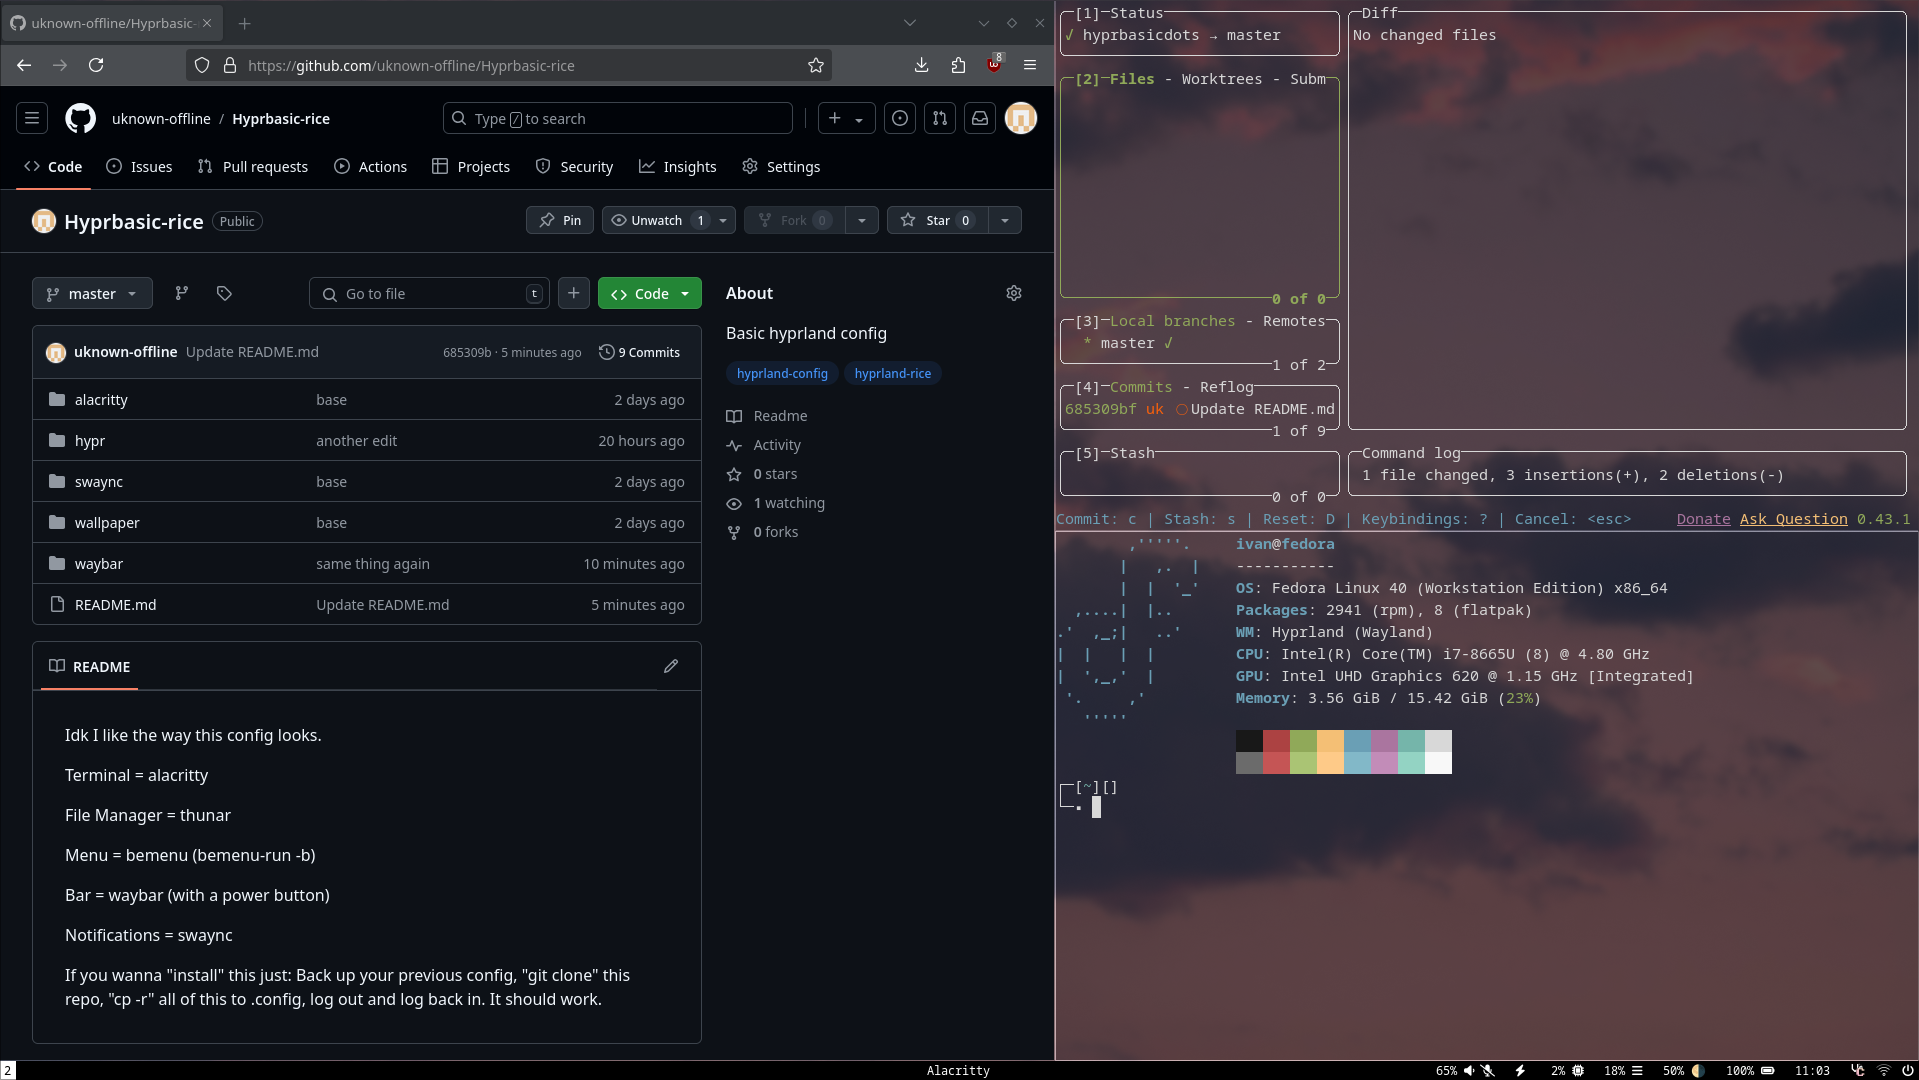 uknown-offline/Hyprbasic-
https://github.com/uknown-offline/Hyprbasic-rice
8
uknown-offline / Hyprbasic-rice
Type / to search
Code
Issues
Pull requests
Actions
Projects
Security
Insights
Settings
Hyprbasic-rice Public
Pin
Unwatch 1
Fork 0
Star 0
master
Go to file t
Code
uknown-offline Update README.md 685309b · 5 minutes ago 9 Commits
alacritty base 2 days ago
hypr another edit 20 hours ago
swaync base 2 days ago
wallpaper base 2 days ago
waybar same thing again 10 minutes ago
README.md Update README.md 5 minutes ago
About
Basic hyprland config
hyprland-config hyprland-rice
Readme
Activity
0 stars
1 watching
0 forks
README
Idk I like the way this config looks.
Terminal = alacritty
File Manager = thunar
Menu = bemenu (bemenu-run -b)
Bar = waybar (with a power button)
Notifications = swaync
If you wanna "install" this just: Back up your previous config, "git clone" this
repo, "cp -r" all of this to .config, log out and log back in. It should work.
[1]─Status
✓ hyprbasicdots → master
[2]─Files - Worktrees - Subm
0 of 0
[3]─Local branches - Remotes
* master ✓
1 of 2
[4]─Commits - Reflog
685309bf uk ○Update README.md
1 of 9
[5]─Stash
0 of 0
Diff
No changed files
Command log
1 file changed, 3 insertions(+), 2 deletions(-)
Commit: c | Stash: s | Reset: D | Keybindings: ? | Cancel: <esc> Donate Ask Question 0.43.1
ivan@fedora
-----------
OS: Fedora Linux 40 (Workstation Edition) x86_64
Packages: 2941 (rpm), 8 (flatpak)
WM: Hyprland (Wayland)
CPU: Intel(R) Core(TM) i7-8665U (8) @ 4.80 GHz
GPU: Intel UHD Graphics 620 @ 1.15 GHz [Integrated]
Memory: 3.56 GiB / 15.42 GiB (23%)
[~][]
2
Alacritty
65% 2% 18% 50% 100% 11:03